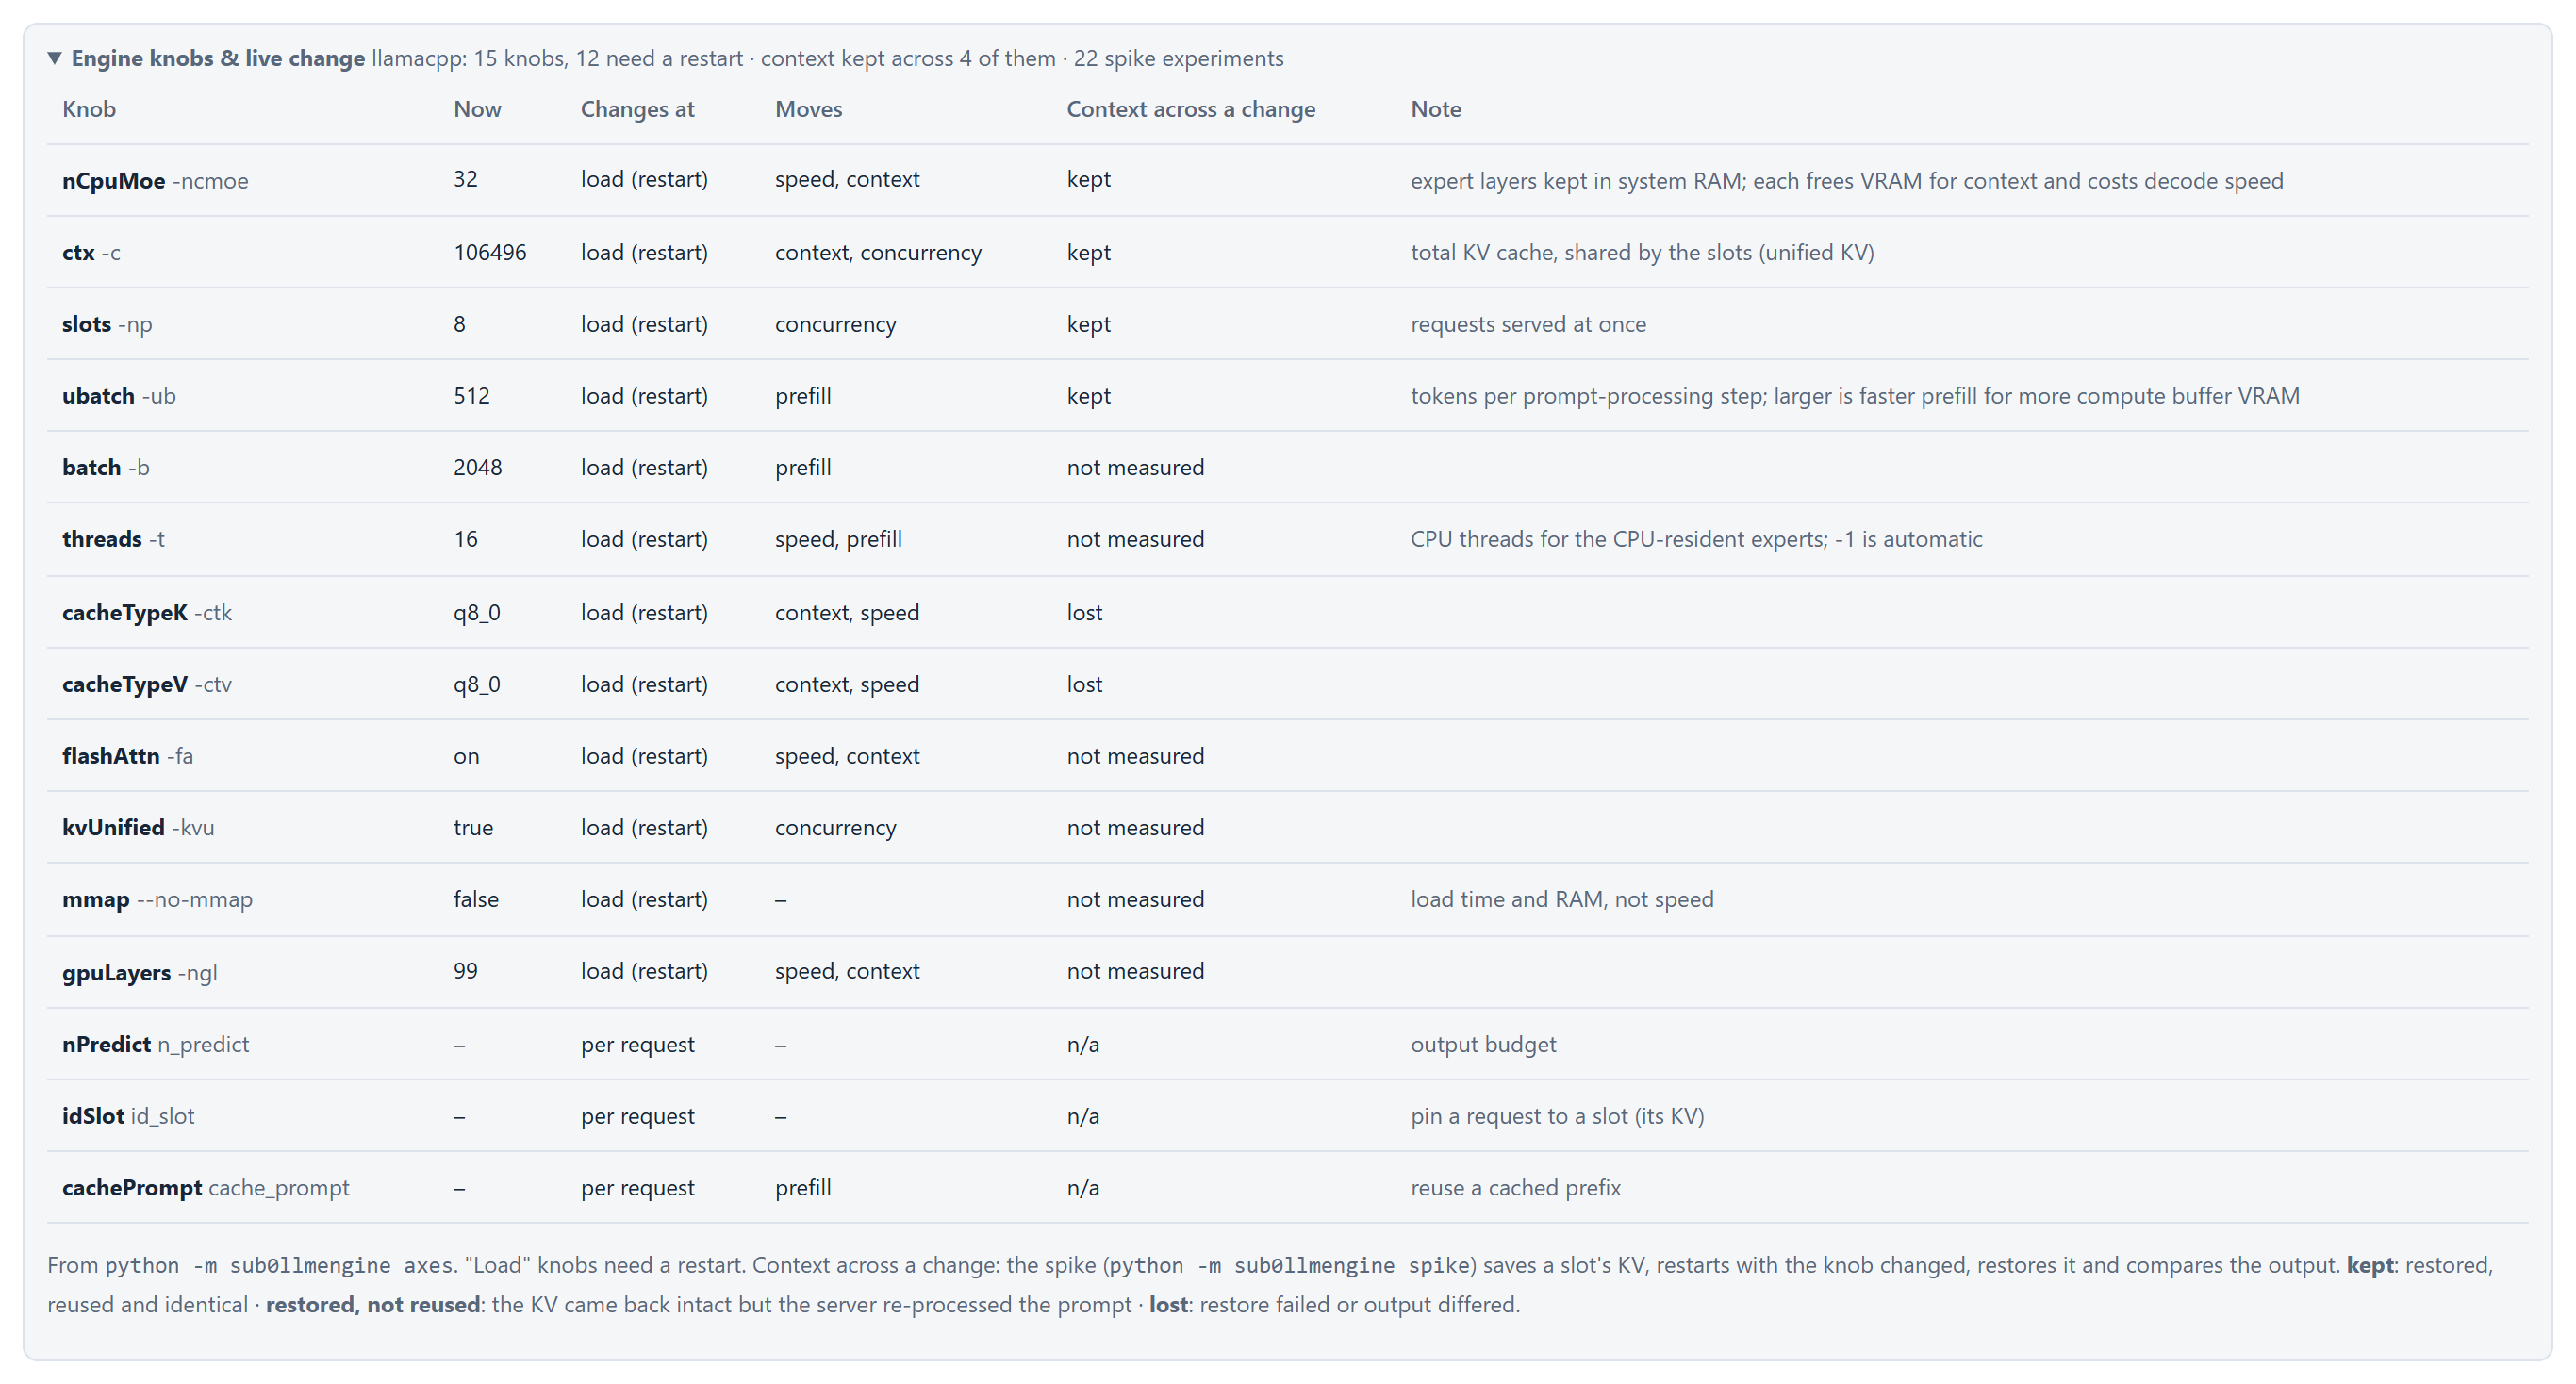 ▼ Engine knobs & live change llamacpp: 15 knobs, 12 need a restart · context kept across 4 of them · 22 spike experiments
Knob Now Changes at Moves Context across a change Note
nCpuMoe -ncmoe 32 load (restart) speed, context kept expert layers kept in system RAM; each frees VRAM for context and costs decode speed
ctx -c 106496 load (restart) context, concurrency kept total KV cache, shared by the slots (unified KV)
slots -np 8 load (restart) concurrency kept requests served at once
ubatch -ub 512 load (restart) prefill kept tokens per prompt-processing step; larger is faster prefill for more compute buffer VRAM
batch -b 2048 load (restart) prefill not measured
threads -t 16 load (restart) speed, prefill not measured CPU threads for the CPU-resident experts; -1 is automatic
cacheTypeK -ctk q8_0 load (restart) context, speed lost
cacheTypeV -ctv q8_0 load (restart) context, speed lost
flashAttn -fa on load (restart) speed, context not measured
kvUnified -kvu true load (restart) concurrency not measured
mmap --no-mmap false load (restart) – not measured load time and RAM, not speed
gpuLayers -ngl 99 load (restart) speed, context not measured
nPredict n_predict – per request – n/a output budget
idSlot id_slot – per request – n/a pin a request to a slot (its KV)
cachePrompt cache_prompt – per request prefill n/a reuse a cached prefix
From python -m sub0llmengine axes. "Load" knobs need a restart. Context across a change: the spike (python -m sub0llmengine spike) saves a slot's KV, restarts with the knob changed, restores it and compares the output. kept: restored,
reused and identical · restored, not reused: the KV came back intact but the server re-processed the prompt · lost: restore failed or output differed.